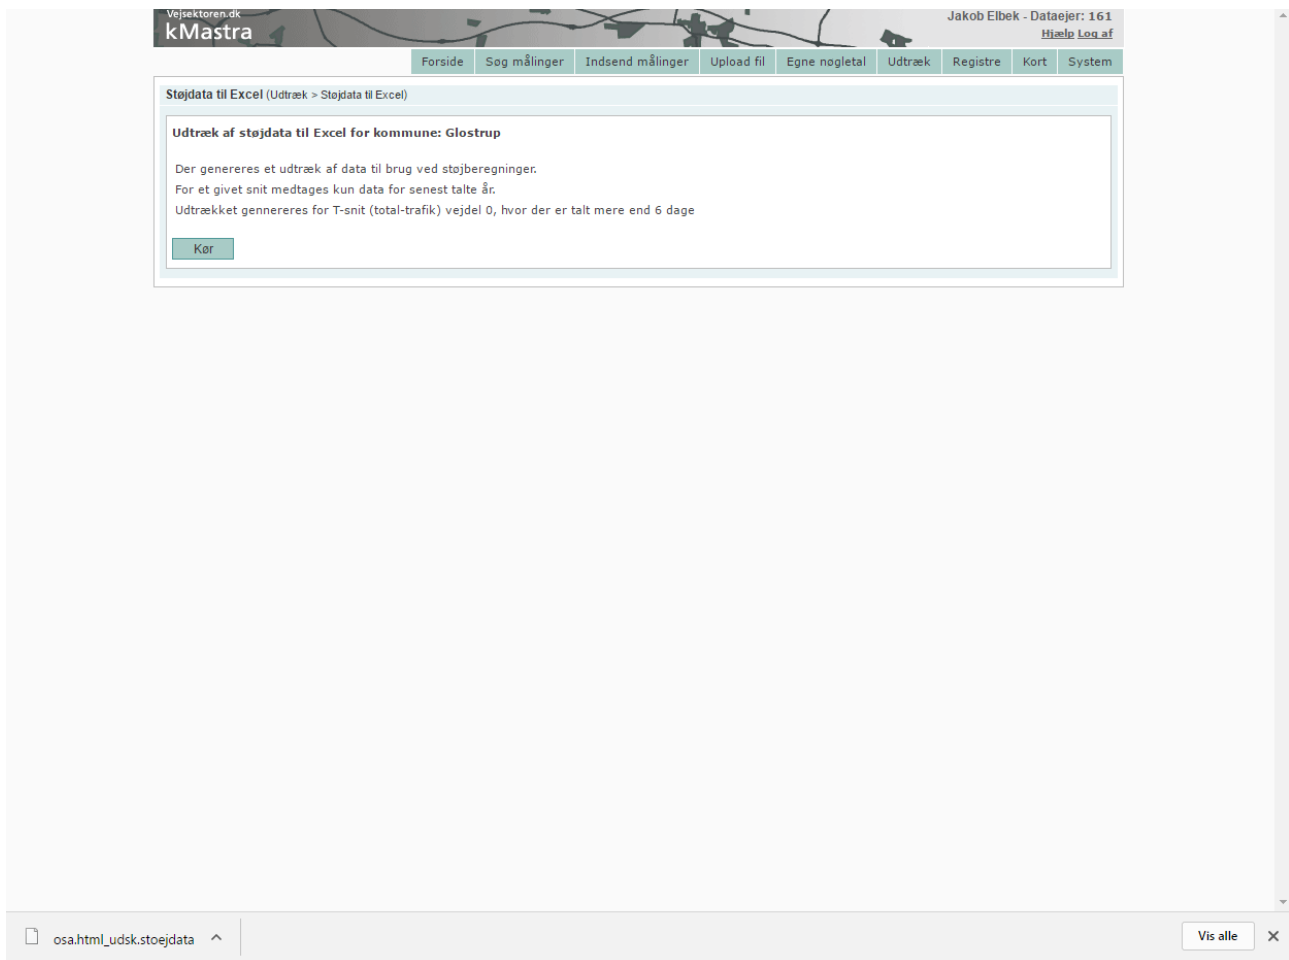 Vejsektoren.dk
kMastra
Jakob Elbek - Dataejer: 161
Hjælp Log af
Forside Søg målinger Indsend målinger Upload fil Egne nøgletal Udtræk Registre Kort System
Støjdata til Excel (Udtræk > Støjdata til Excel)
Udtræk af støjdata til Excel for kommune: Glostrup
Der genereres et udtræk af data til brug ved støjberegninger.
For et givet snit medtages kun data for senest talte år.
Udtrækket gennereres for T-snit (total-trafik) vejdel 0, hvor der er talt mere end 6 dage
Kør
osa.html_udsk.stoejdata
Vis alle